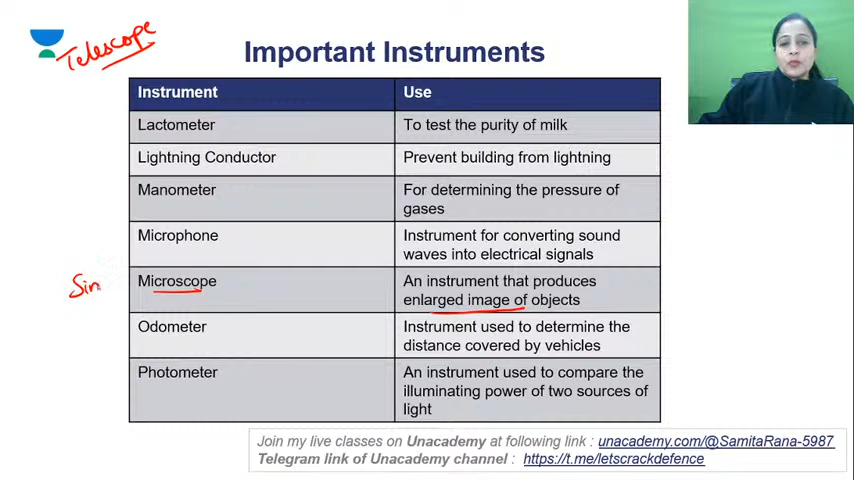 Telescope
Important Instruments
Instrument Use
Lactometer To test the purity of milk
Lightning Conductor Prevent building from lightning
Manometer For determining the pressure of
gases
Microphone Instrument for converting sound
waves into electrical signals
Sin
Microscope An instrument that produces
enlarged image of objects
Odometer Instrument used to determine the
distance covered by vehicles
Photometer An instrument used to compare the
illuminating power of two sources of
light
Join my live classes on Unacademy at following link : unacademy.com/@SamitaRana-5987
Telegram link of Unacademy channel : https://t.me/letscrackdefence